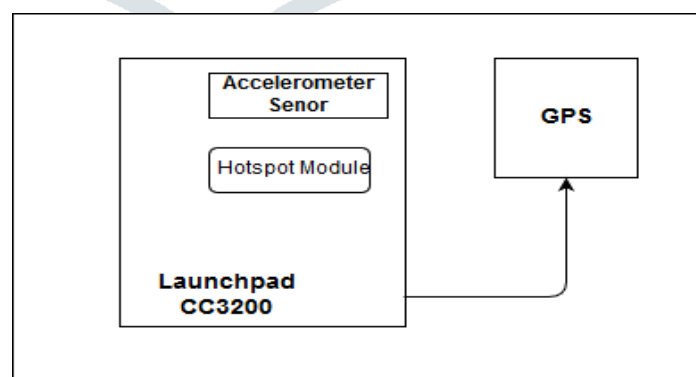 Accelerometer
Senor
GPS
Hotspot Module
Launchpad
CC3200